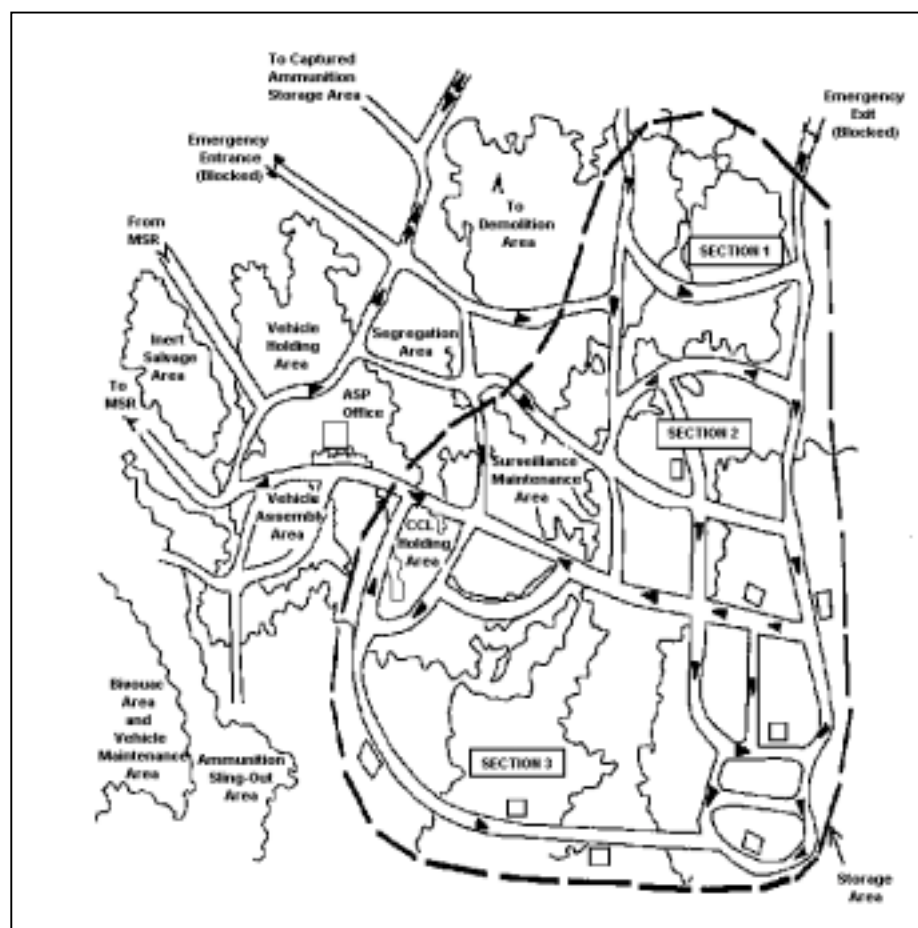 To Captured
Ammunition
Storage Area
Emergency
Exit
(Blocked)
Emergency
Entrance
(Blocked)
To
Demolition
Area
From
MSR
SECTION 1
Vehicle
Holding
Area
Segregation
Area
Inert
Salvage
Area
To
MSR
ASP
Office
SECTION 2
Surveillance
Maintenance
Area
Vehicle
Assembly
Area
CCL
Holding
Area
Bivouac
Area
and
Vehicle
Maintenance
Area
Ammunition
Sling-Out
Area
SECTION 3
Storage
Area